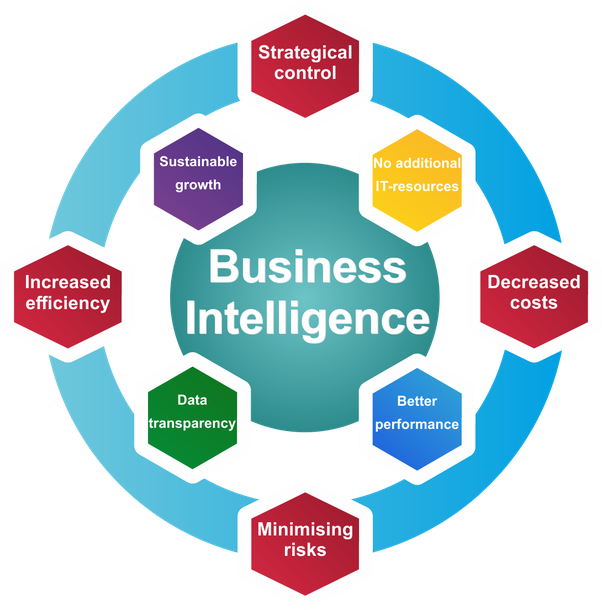 Strategical
control
Sustainable
growth
No additional
IT-resources
Business
Intelligence
Increased
efficiency
Decreased
costs
Data
transparency
Better
performance
Minimising
risks